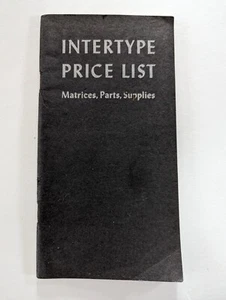 INTERTYPE
PRICE LIST
Matrices, Parts, Supplies